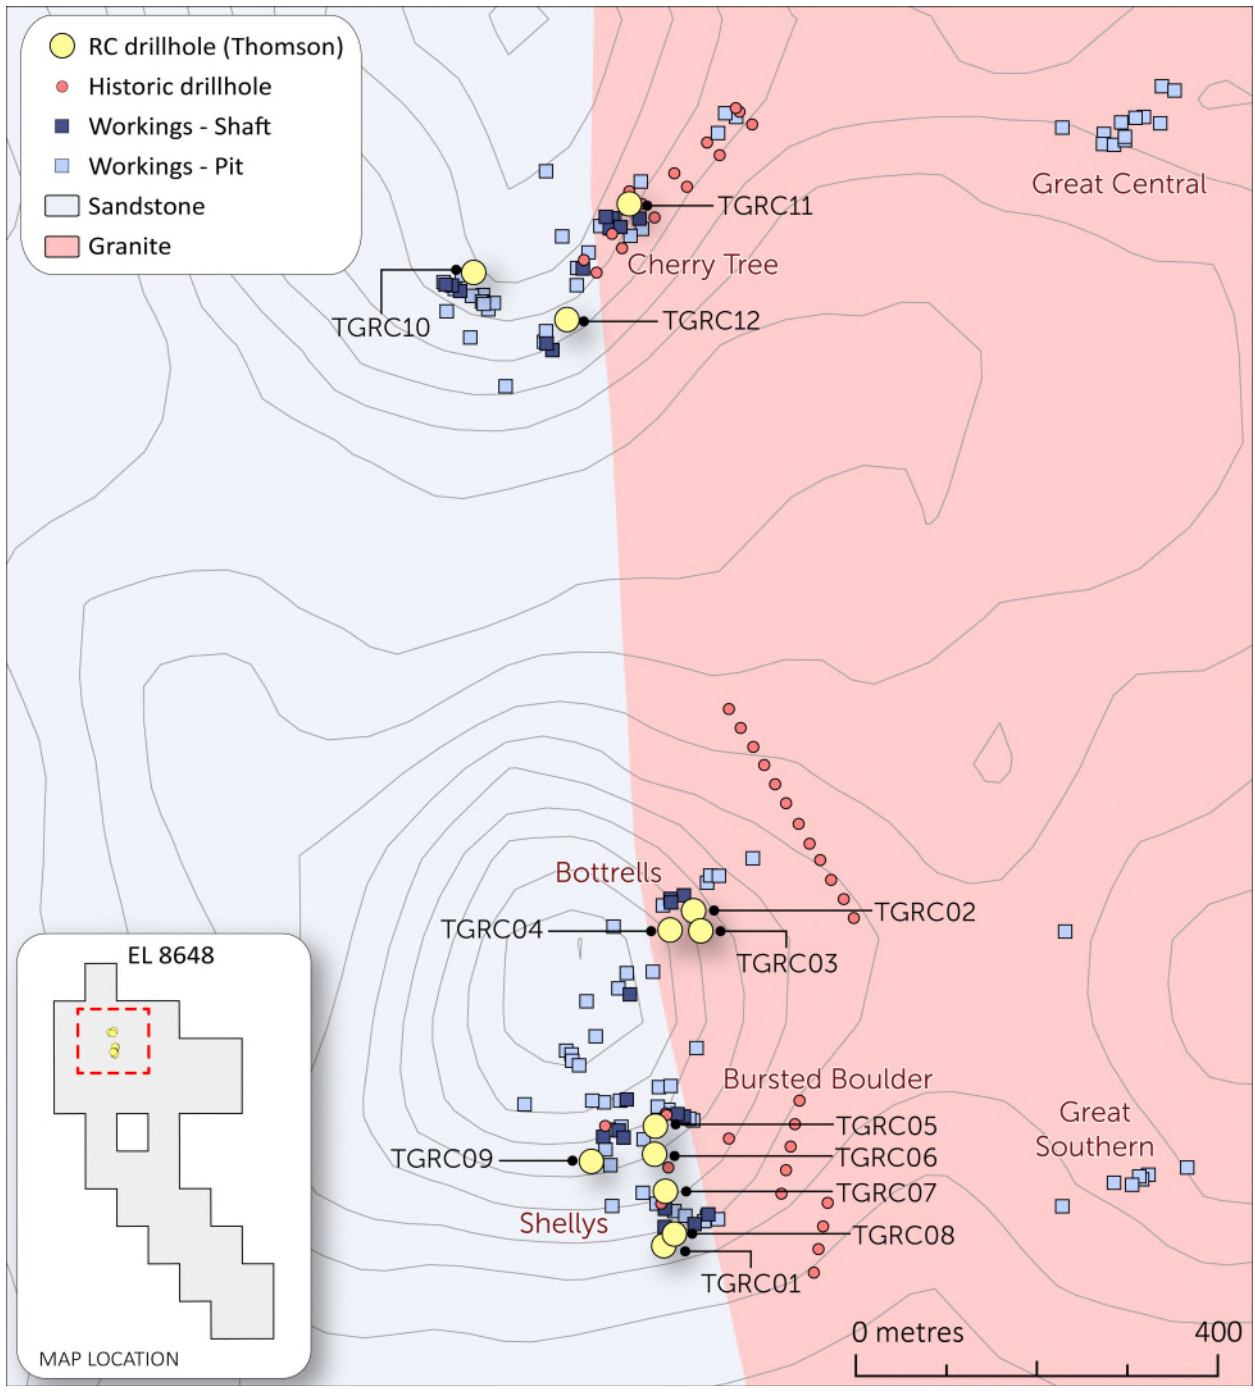 RC drillhole (Thomson)
Historic drillhole
Workings - Shaft
Workings - Pit
Sandstone
Granite
Great Central
TGRC11
Cherry Tree
TGRC10
TGRC12
Bottrells
TGRC02
TGRC04
TGRC03
EL 8648
Bursted Boulder
TGRC05
Great
Southern
TGRC09
TGRC06
TGRC07
Shellys
TGRC08
TGRC01
0 metres 400
MAP LOCATION